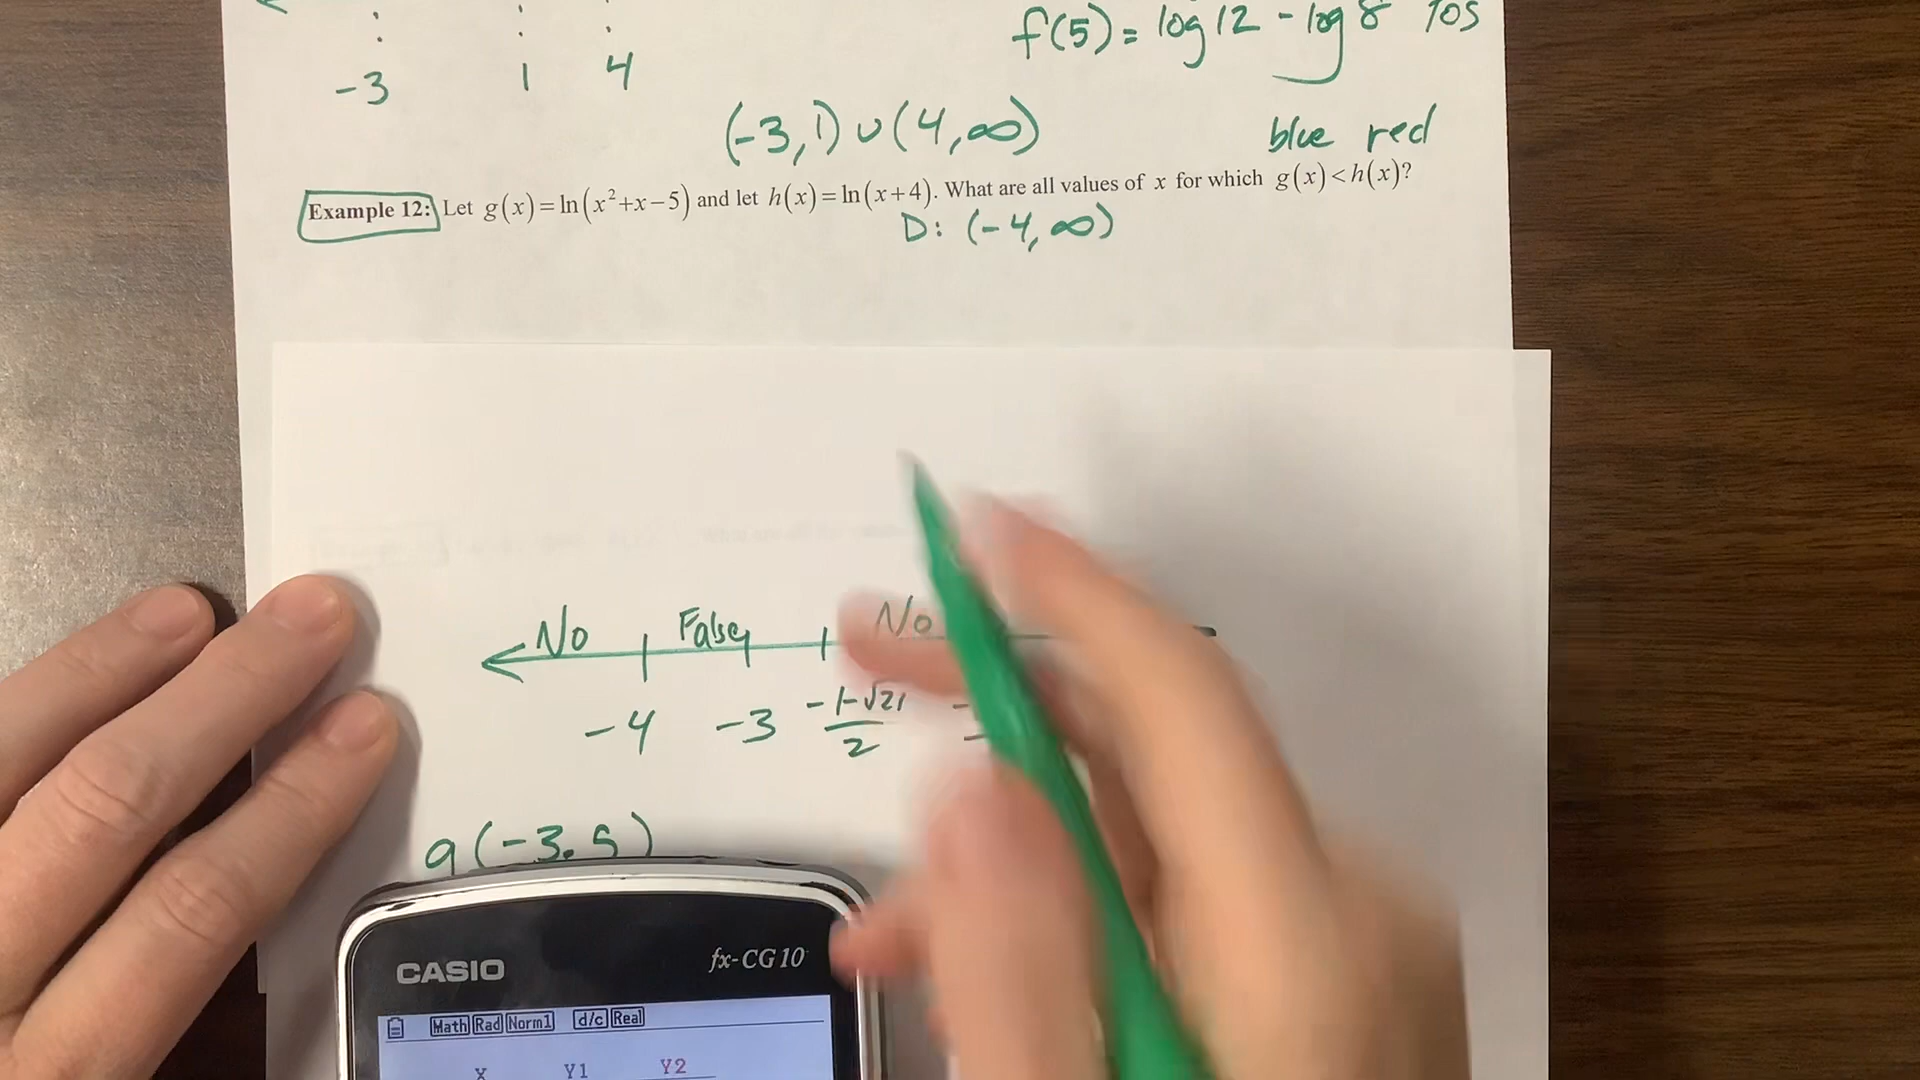 f(5)= log 12 - log 8 Pos
-3 1 4
(-3,1) ∪ (4,∞)
blue red
Example 12: Let g(x)=ln(x²+x−5) and let h(x)=ln(x+4). What are all values of x for which g(x)<h(x)?
D: (-4,∞)
No False No
-4 -3 -1-√21/2
g(-3.5)
CASIO fx-CG10
Math Rad Norm1 d/c Real
X Y1 Y2